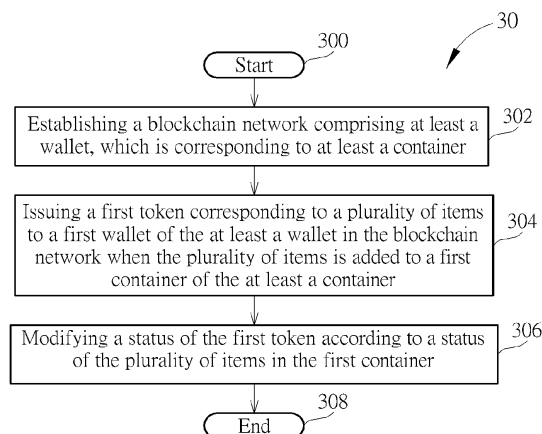 30
300
Start
Establishing a blockchain network comprising at least a
wallet, which is corresponding to at least a container
302
Issuing a first token corresponding to a plurality of items
to a first wallet of the at least a wallet in the blockchain
network when the plurality of items is added to a first
container of the at least a container
304
Modifying a status of the first token according to a status
of the plurality of items in the first container
306
308
End